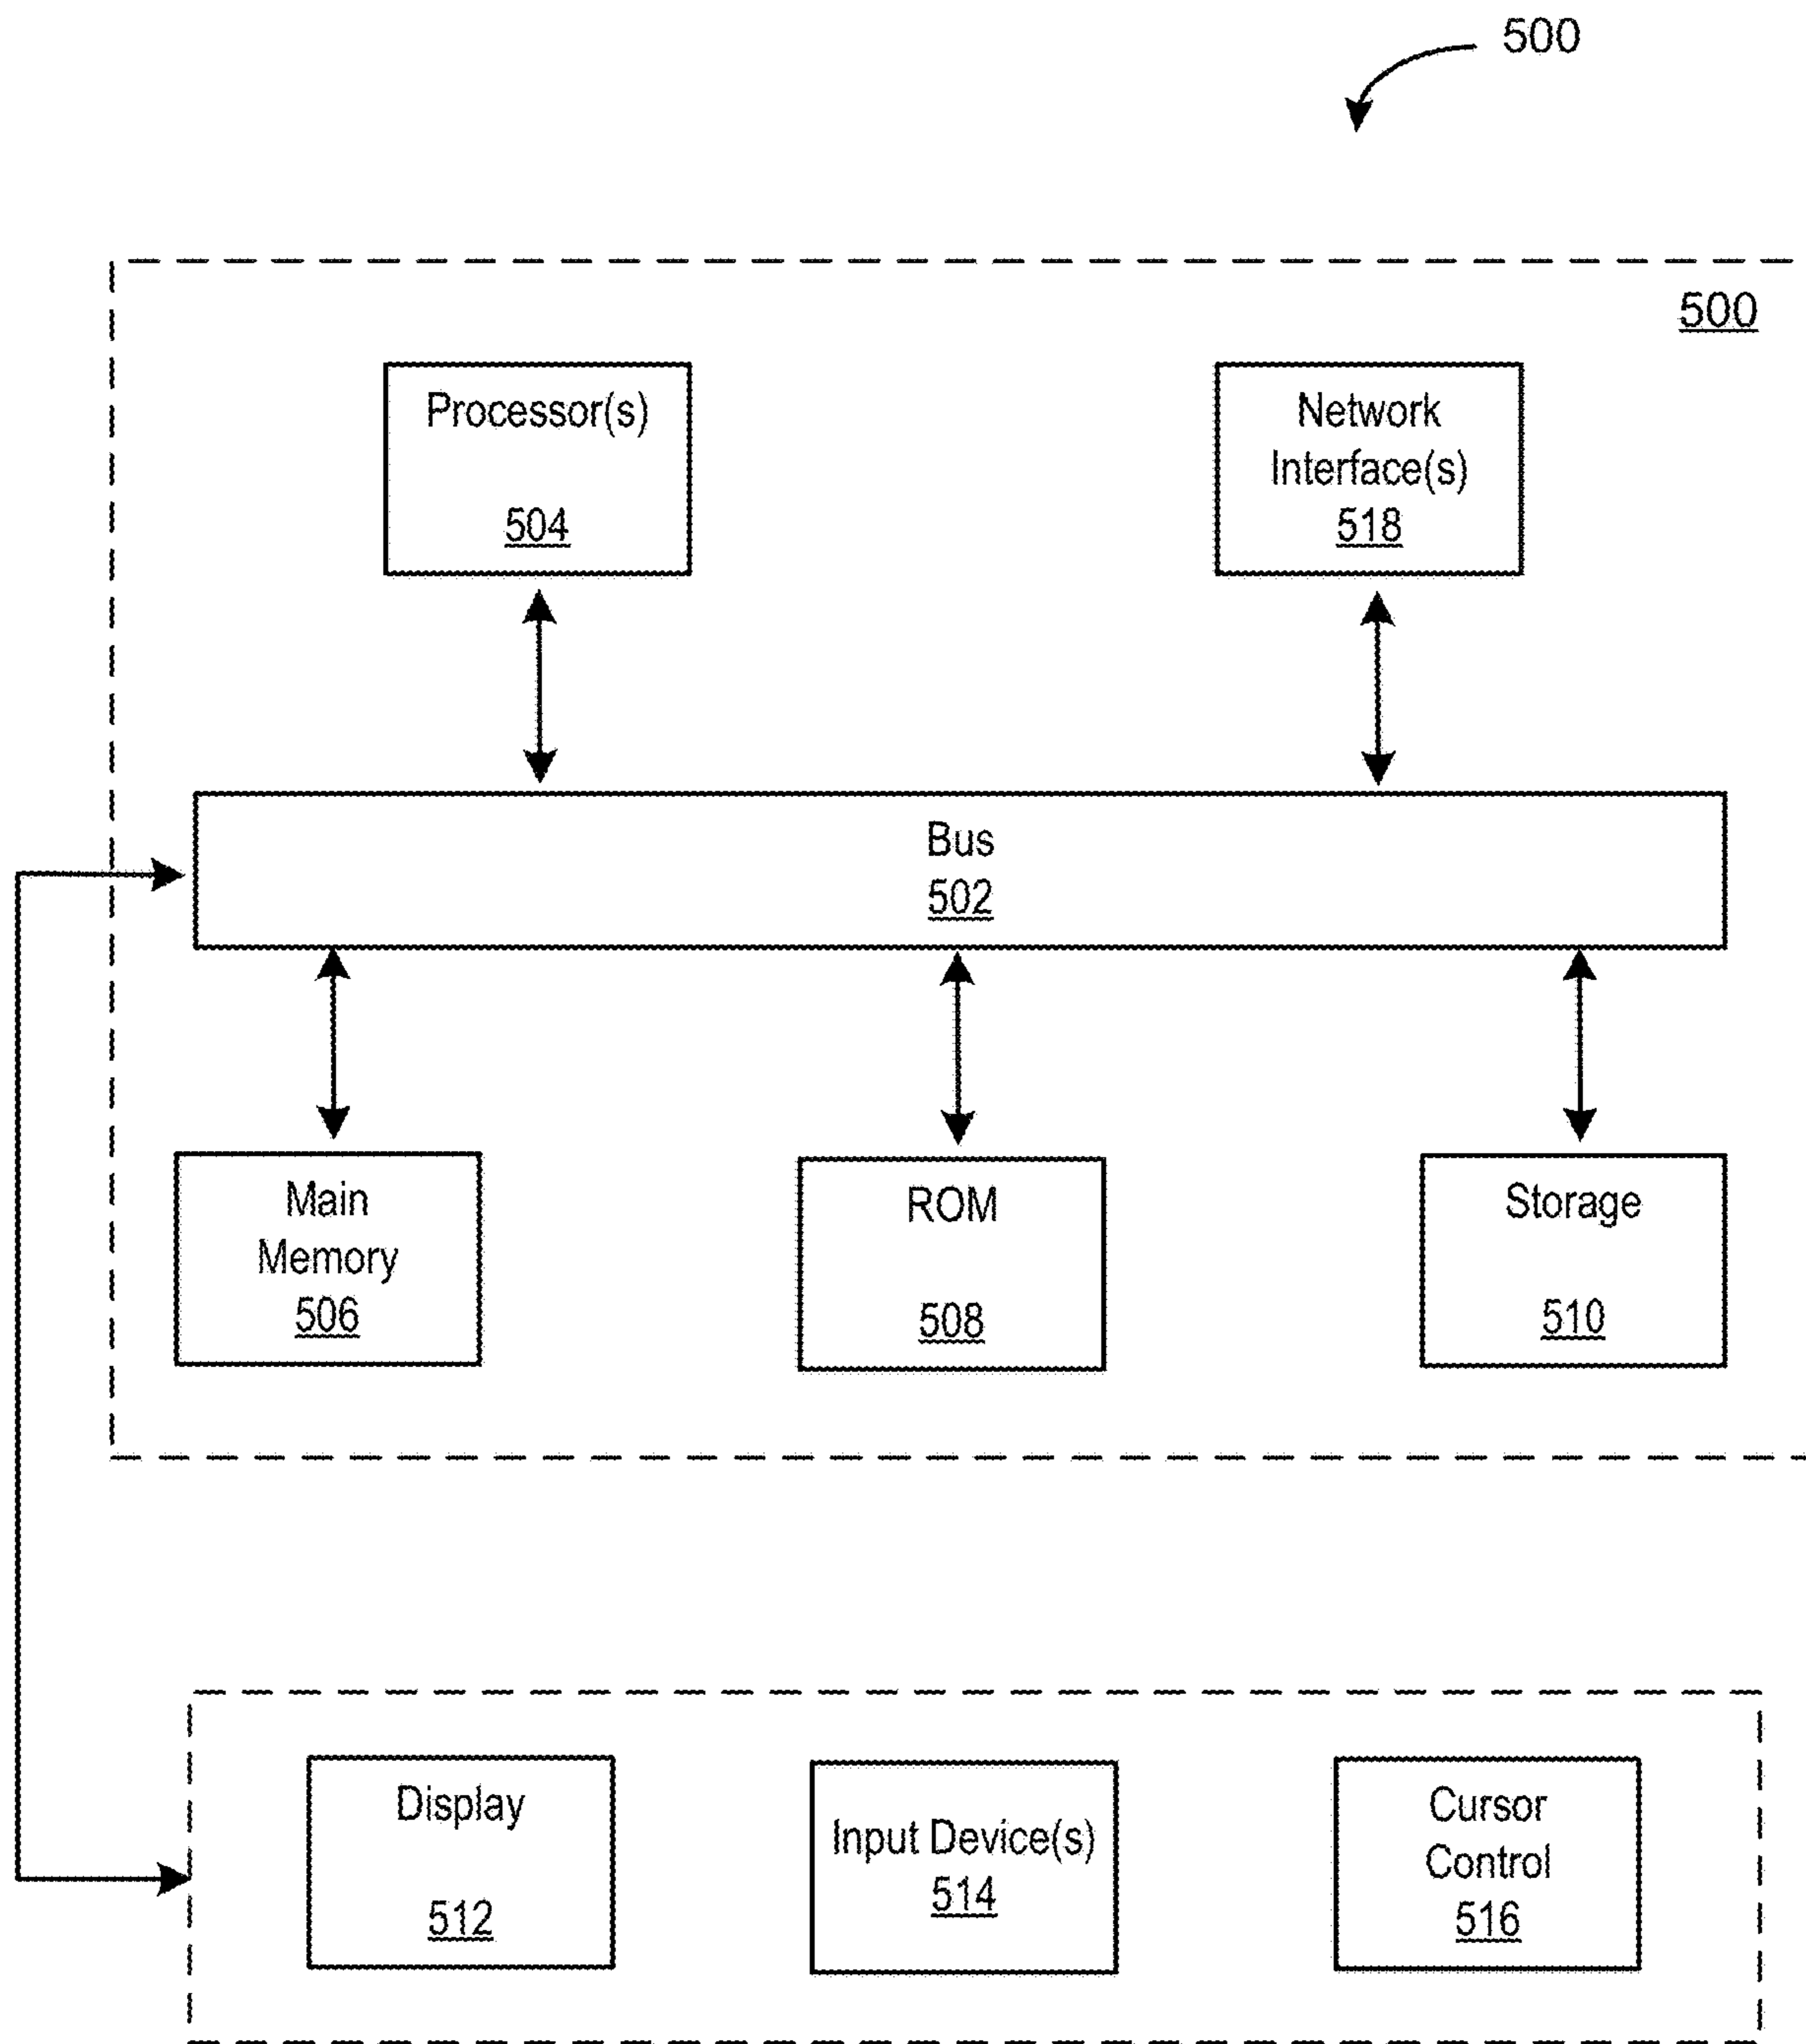 500
500
Processor(s)
504
Network
Interface(s)
518
Bus
502
Main
Memory
506
ROM
508
Storage
510
Display
512
Input Device(s)
514
Cursor
Control
516